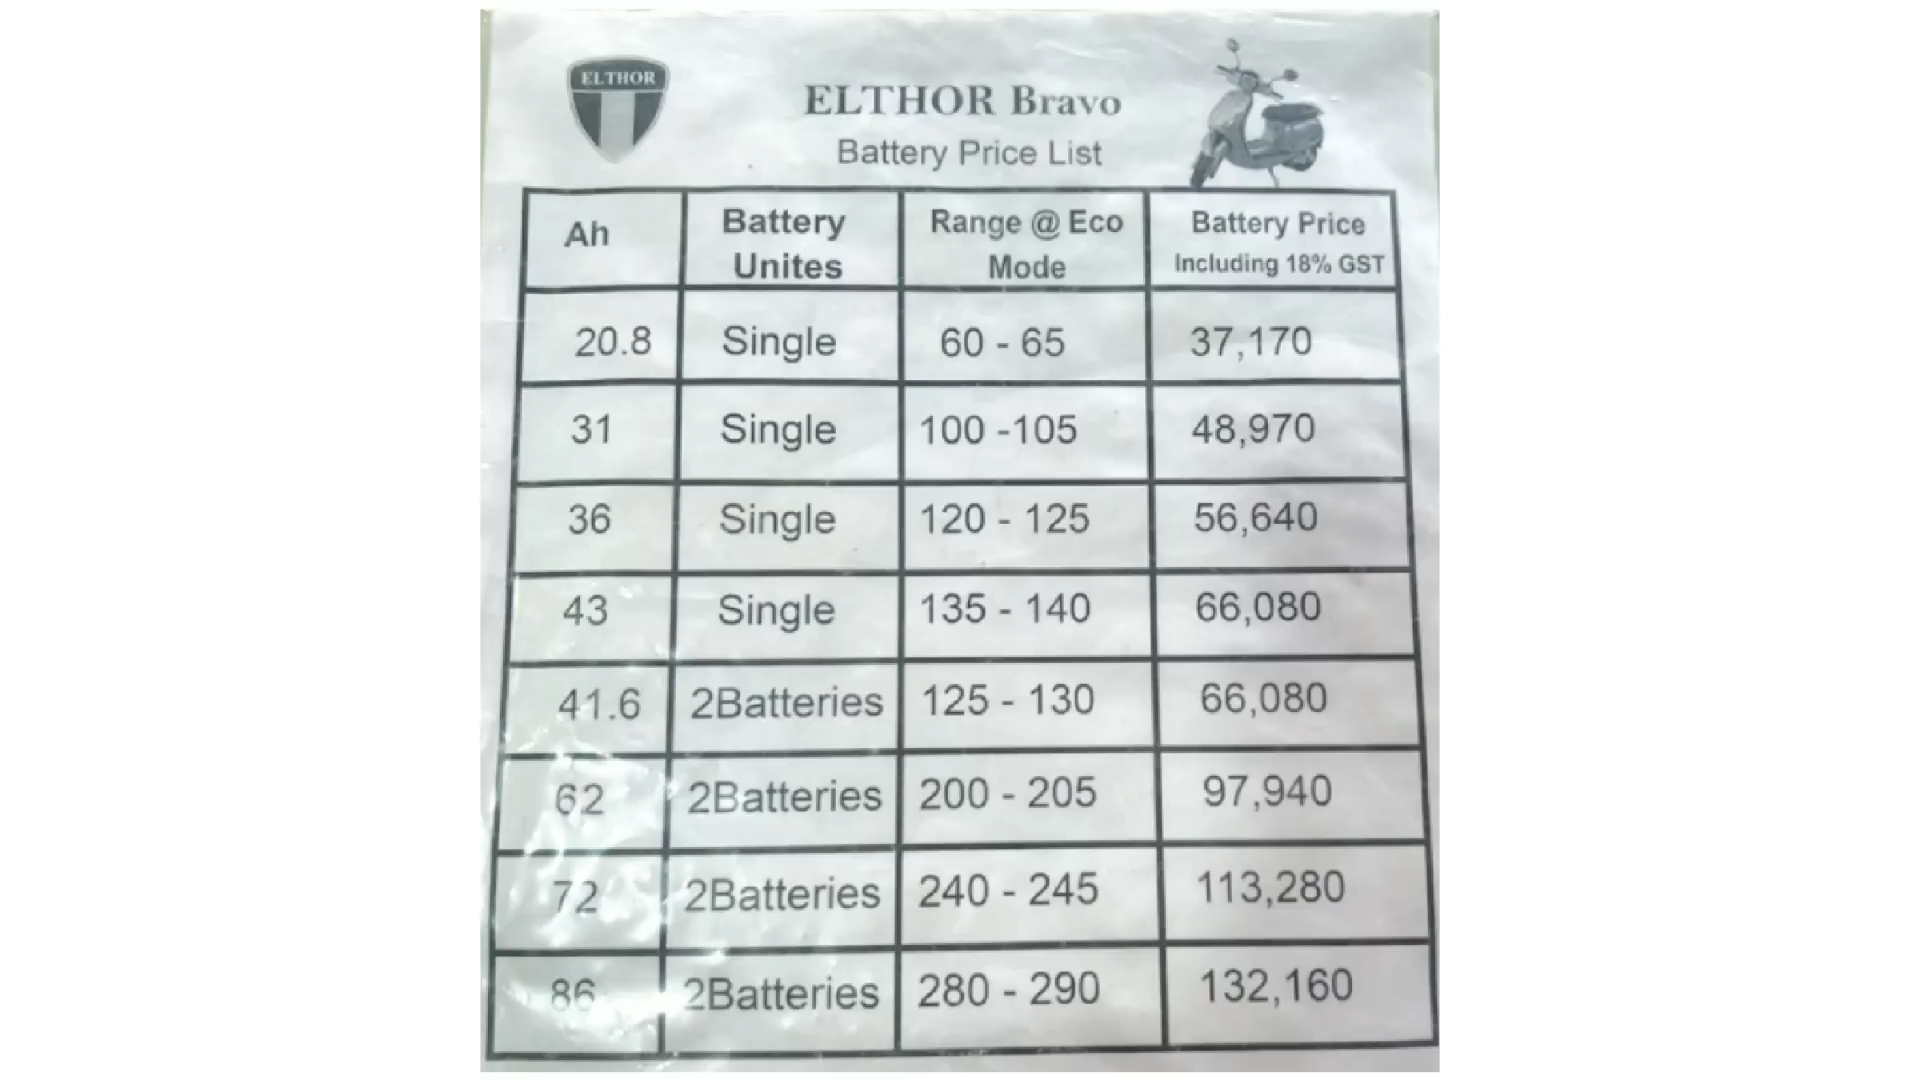 ELTHOR
ELTHOR Bravo
Battery Price List
Ah Battery Unites Range @ Eco Mode Battery Price Including 18% GST
20.8 Single 60 - 65 37,170
31 Single 100 -105 48,970
36 Single 120 - 125 56,640
43 Single 135 - 140 66,080
41.6 2Batteries 125 - 130 66,080
62 2Batteries 200 - 205 97,940
72 2Batteries 240 - 245 113,280
86 2Batteries 280 - 290 132,160